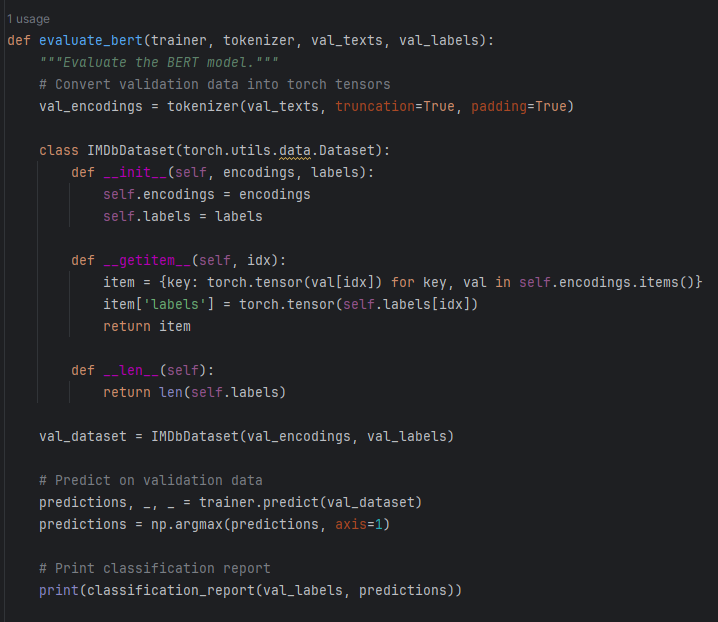 1 usage
def evaluate_bert(trainer, tokenizer, val_texts, val_labels):
    """Evaluate the BERT model."""
    # Convert validation data into torch tensors
    val_encodings = tokenizer(val_texts, truncation=True, padding=True)

    class IMDbDataset(torch.utils.data.Dataset):
        def __init__(self, encodings, labels):
            self.encodings = encodings
            self.labels = labels

        def __getitem__(self, idx):
            item = {key: torch.tensor(val[idx]) for key, val in self.encodings.items()}
            item['labels'] = torch.tensor(self.labels[idx])
            return item

        def __len__(self):
            return len(self.labels)

    val_dataset = IMDbDataset(val_encodings, val_labels)

    # Predict on validation data
    predictions, _, _ = trainer.predict(val_dataset)
    predictions = np.argmax(predictions, axis=1)

    # Print classification report
    print(classification_report(val_labels, predictions))